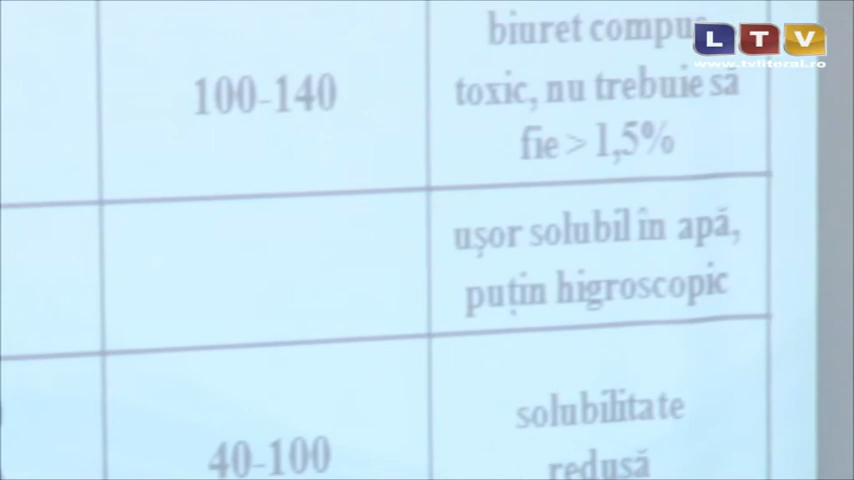 LTV
www.tvlitoral.ro
biuret compus
toxic, nu trebuie să
fie > 1,5%
100-140
ușor solubil în apă,
puțin higroscopic
solubilitate
redusă
40-100